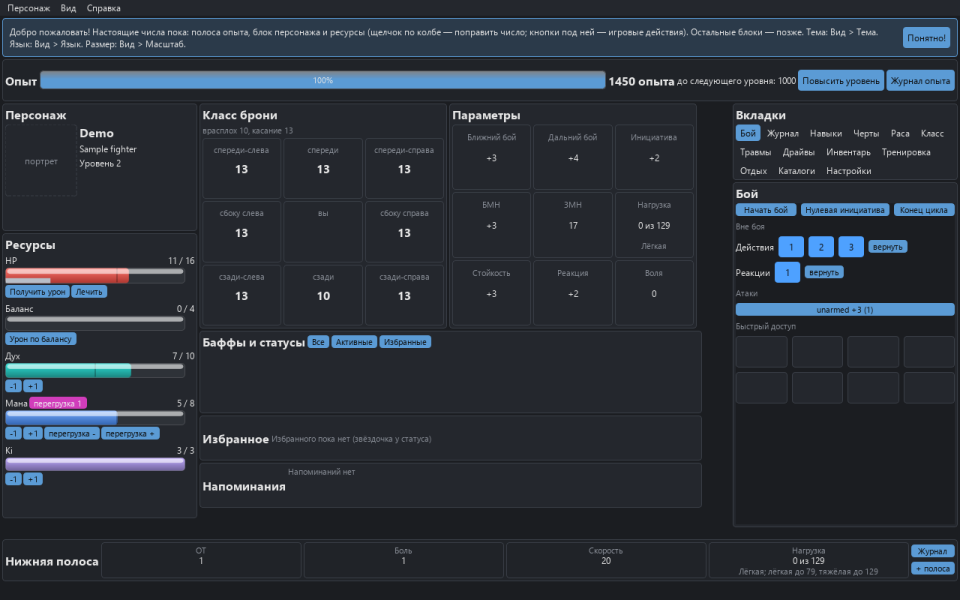 Персонаж Вид Справка
Добро пожаловать! Настоящие числа пока: полоса опыта, блок персонажа и ресурсы (щелчок по колбе — поправить число; кнопки под ней — игровые действия). Остальные блоки — позже. Тема: Вид > Тема.
Язык: Вид > Язык. Размер: Вид > Масштаб.
Понятно!
Опыт 100% 1450 опыта до следующего уровня: 1000 Повысить уровень Журнал опыта
Персонаж
портрет
Demo
Sample fighter
Уровень 2
Ресурсы
HP 11 / 16
Получить урон Лечить
Баланс 0 / 4
Урон по балансу
Дух 7 / 10
-1 +1
Мана перегрузка 1 5 / 8
-1 +1 перегрузка - перегрузка +
Ki 3 / 3
-1 +1
Класс брони
врасплох 10, касание 13
спереди-слева спереди спереди-справа
13 13 13
сбоку слева вы сбоку справа
13 13
сзади-слева сзади сзади-справа
13 10 13
Параметры
Ближний бой Дальний бой Инициатива
+3 +4 +2
БМН ЗМН Нагрузка
+3 17 0 из 129
Лёгкая
Стойкость Реакция Воля
+3 +2 0
Баффы и статусы Все Активные Избранные
Избранное Избранного пока нет (звёздочка у статуса)
Напоминаний нет
Напоминания
Вкладки
Бой Журнал Навыки Черты Раса Класс
Травмы Драйвы Инвентарь Тренировка
Отдых Каталоги Настройки
Бой
Начать бой Нулевая инициатива Конец цикла
Вне боя
Действия 1 2 3 вернуть
Реакции 1 вернуть
Атаки
unarmed +3 (1)
Быстрый доступ
Нижняя полоса
ОТ
1
Боль
1
Скорость
20
Нагрузка
0 из 129
Лёгкая; лёгкая до 79, тяжёлая до 129
Журнал
+ полоса